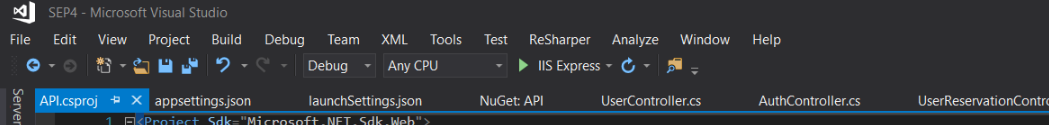 SEP4 - Microsoft Visual Studio
File Edit View Project Build Debug Team XML Tools Test ReSharper Analyze Window Help
Debug Any CPU IIS Express
Server
API.csproj appsettings.json launchSettings.json NuGet: API UserController.cs AuthController.cs UserReservationContro
1 <Project Sdk="Microsoft.NET.Sdk.Web">